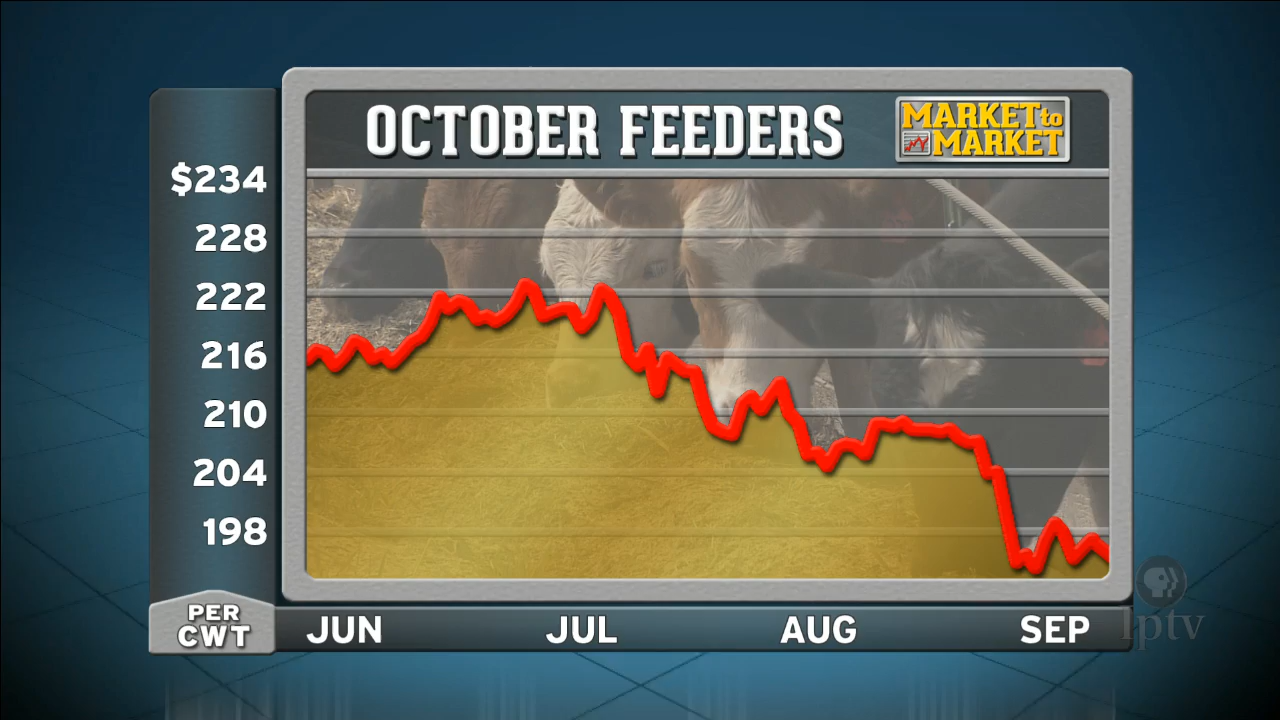 OCTOBER FEEDERS
MARKET to
MARKET
$234
228
222
216
210
204
198
PER
CWT
JUN JUL AUG SEP
Iptv